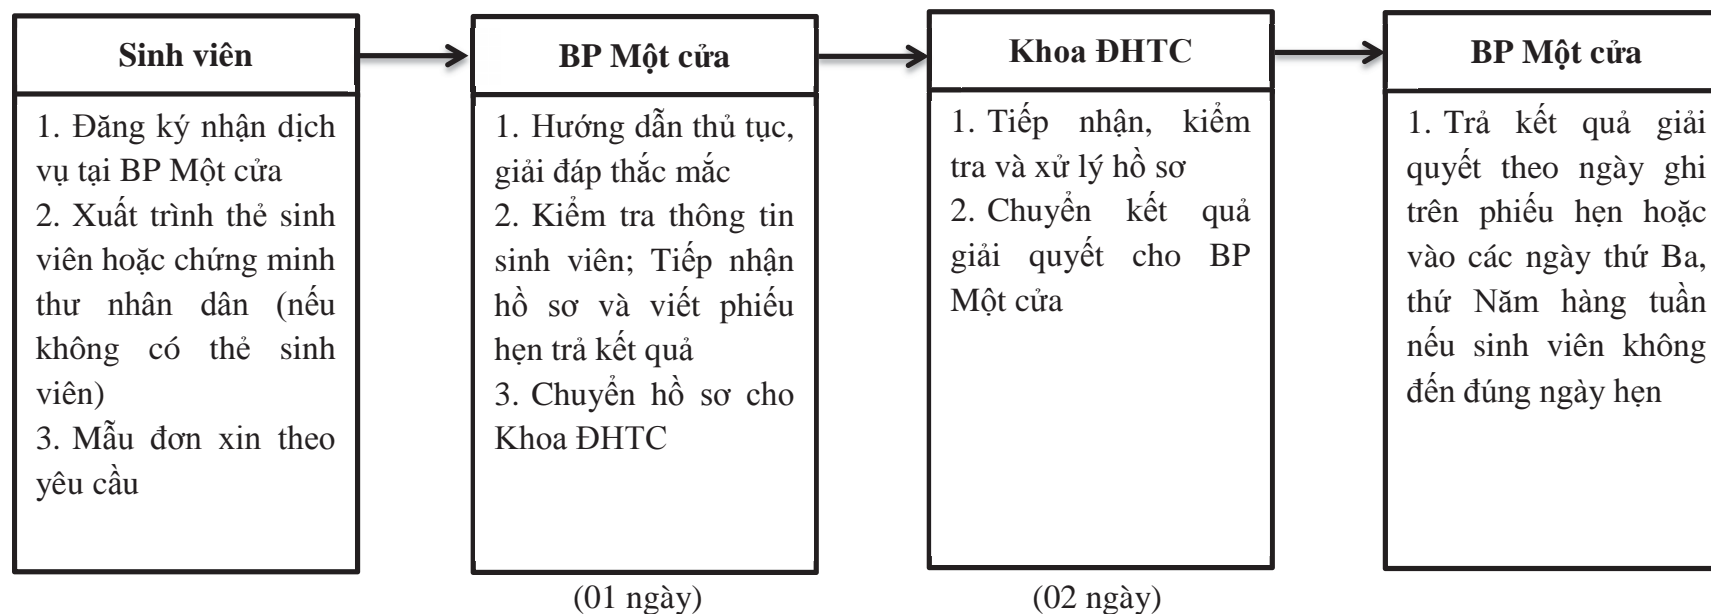 Sinh viên
1. Đăng ký nhận dịch
vụ tại BP Một cửa
2. Xuất trình thẻ sinh
viên hoặc chứng minh
thư nhân dân (nếu
không có thẻ sinh
viên)
3. Mẫu đơn xin theo
yêu cầu
BP Một cửa
1. Hướng dẫn thủ tục,
giải đáp thắc mắc
2. Kiểm tra thông tin
sinh viên; Tiếp nhận
hồ sơ và viết phiếu
hẹn trả kết quả
3. Chuyển hồ sơ cho
Khoa ĐHTC
(01 ngày)
Khoa ĐHTC
1. Tiếp nhận, kiểm
tra và xử lý hồ sơ
2. Chuyển kết quả
giải quyết cho BP
Một cửa
(02 ngày)
BP Một cửa
1. Trả kết quả giải
quyết theo ngày ghi
trên phiếu hẹn hoặc
vào các ngày thứ Ba,
thứ Năm hàng tuần
nếu sinh viên không
đến đúng ngày hẹn